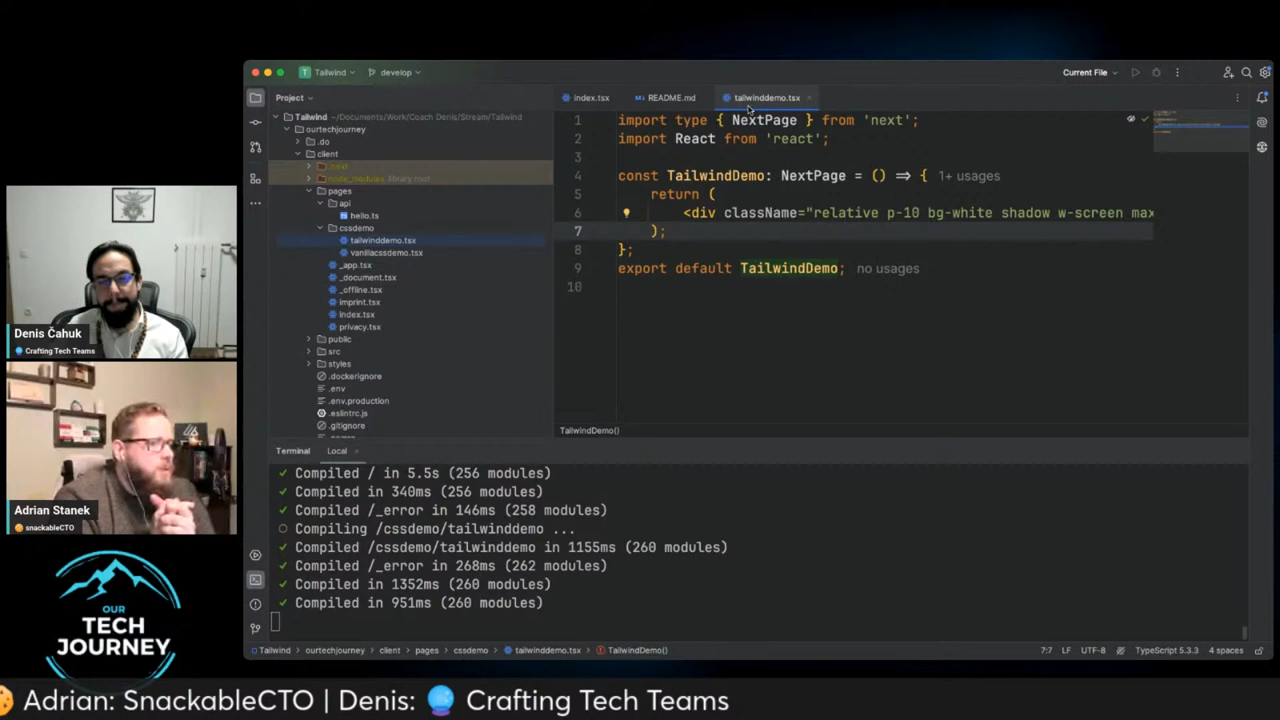 Tailwind
develop
Current File
Project
index.tsx
README.md
tailwinddemo.tsx
Tailwind ~/Documents/Work/Coach Denis/Stream/Tailwind
ourtechjourney
.do
client
.next
node_modules library root
pages
api
hello.ts
cssdemo
tailwinddemo.tsx
vanillacssdemo.tsx
_app.tsx
_document.tsx
_offline.tsx
imprint.tsx
index.tsx
privacy.tsx
public
src
styles
.dockerignore
.env
.env.production
.eslintrc.js
.gitignore
1 import type { NextPage } from 'next';
2 import React from 'react';
3
4 const TailwindDemo: NextPage = () => { 1+ usages
5 return (
6 <div className="relative p-10 bg-white shadow w-screen max
7 );
8 };
9 export default TailwindDemo; no usages
10
TailwindDemo()
Terminal Local
✓ Compiled / in 5.5s (256 modules)
✓ Compiled in 340ms (256 modules)
✓ Compiled /_error in 146ms (258 modules)
○ Compiling /cssdemo/tailwinddemo ...
✓ Compiled /cssdemo/tailwinddemo in 1155ms (260 modules)
✓ Compiled /_error in 268ms (262 modules)
✓ Compiled in 1352ms (260 modules)
✓ Compiled in 951ms (260 modules)
Tailwind > ourtechjourney > client > pages > cssdemo > tailwinddemo.tsx > TailwindDemo()
7:7 LF UTF-8 TypeScript 5.3.3 4 spaces
Denis Čahuk
Crafting Tech Teams
Adrian Stanek
snackableCTO
OUR
TECH
JOURNEY
Adrian: SnackableCTO | Denis: 🔮 Crafting Tech Teams